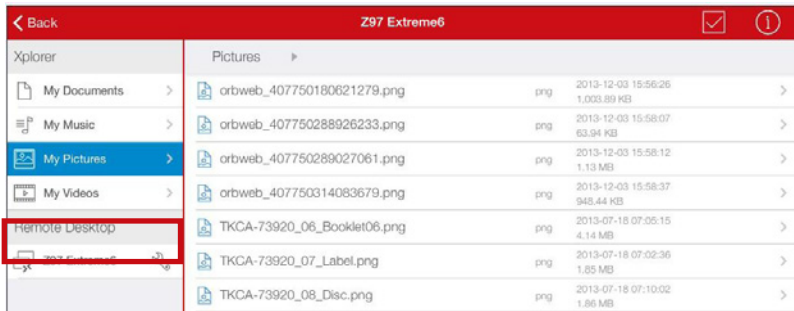 Back
Z97 Extreme6
Xplorer
Pictures
My Documents
My Music
My Pictures
My Videos
Remote Desktop
Z97 Extreme6
orbweb_407750180621279.png png 2013-12-03 15:56:26
1,003.89 KB
orbweb_407750288926233.png png 2013-12-03 15:58:07
63.94 KB
orbweb_407750289027061.png png 2013-12-03 15:58:12
1.13 MB
orbweb_407750314083679.png png 2013-12-03 15:58:37
948.44 KB
TKCA-73920_06_Booklet06.png png 2013-07-18 07:05:15
4.14 MB
TKCA-73920_07_Label.png png 2013-07-18 07:02:36
1.85 MB
TKCA-73920_08_Disc.png png 2013-07-18 07:10:02
1.86 MB